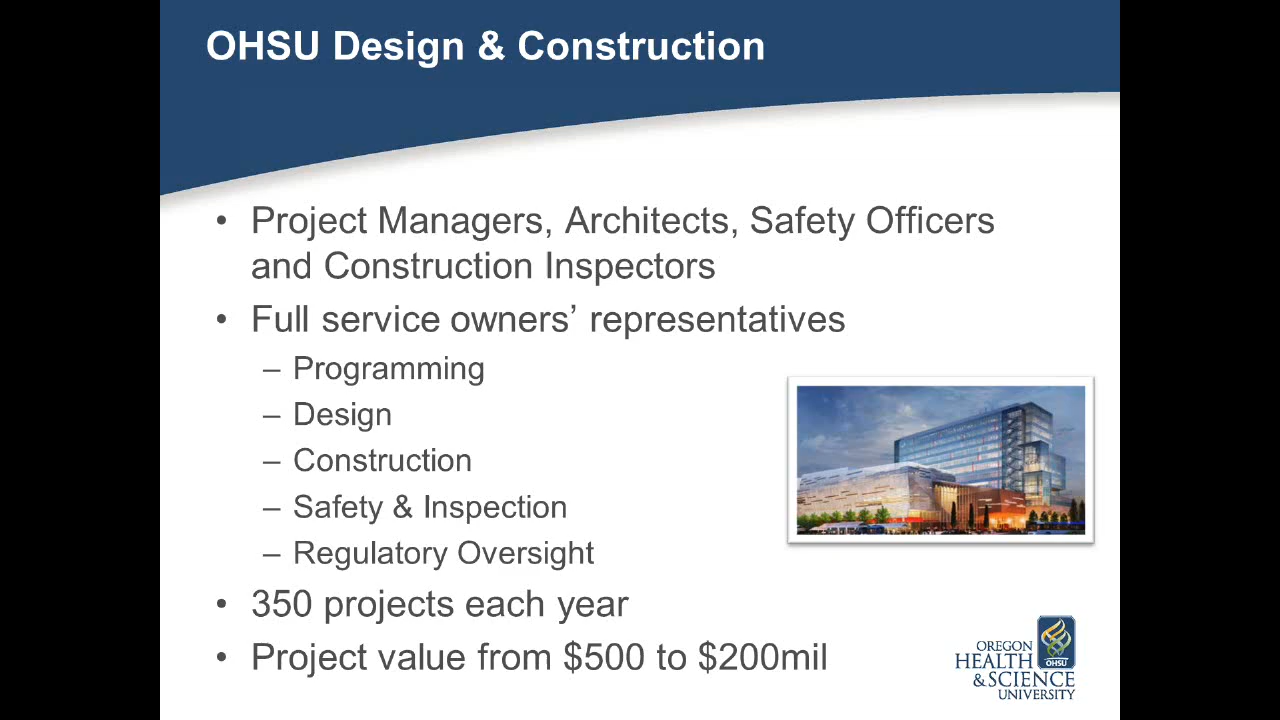 OHSU Design & Construction
• Project Managers, Architects, Safety Officers
and Construction Inspectors
• Full service owners’ representatives
– Programming
– Design
– Construction
– Safety & Inspection
– Regulatory Oversight
• 350 projects each year
• Project value from $500 to $200mil
OREGON
HEALTH
& SCIENCE
UNIVERSITY
OHSU